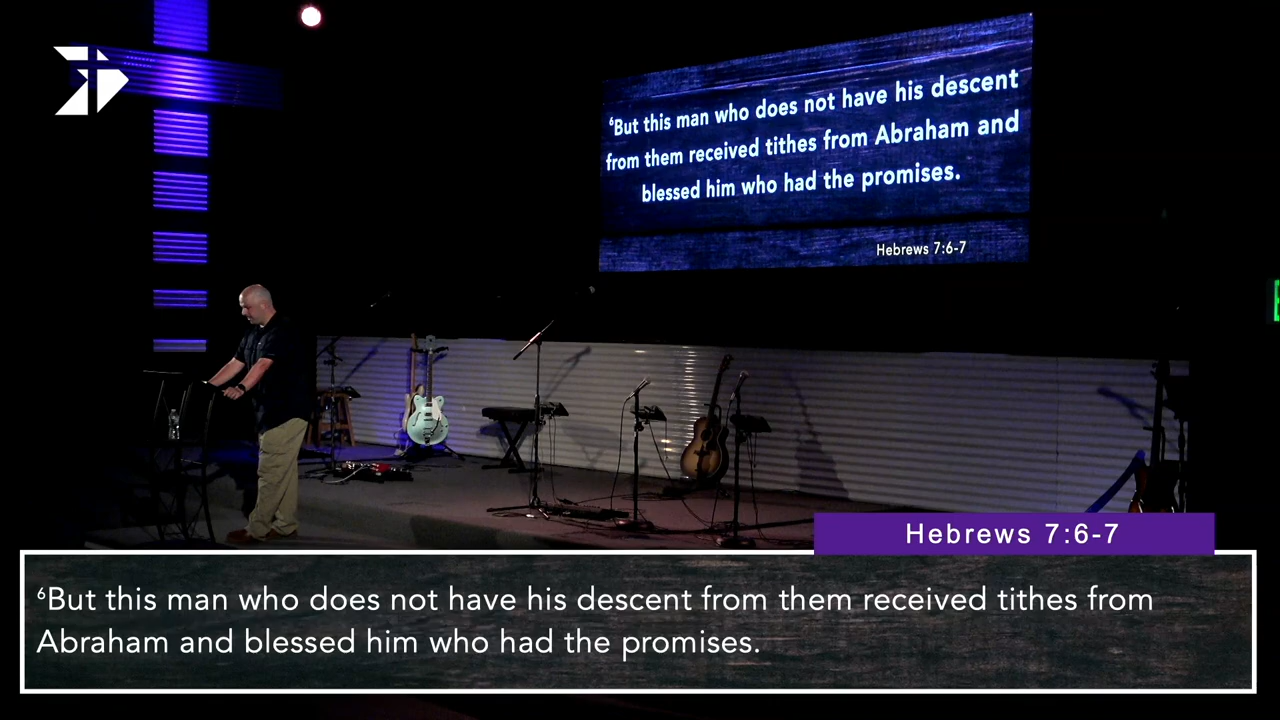 ⁶But this man who does not have his descent
from them received tithes from Abraham and
blessed him who had the promises.
Hebrews 7:6-7
Hebrews 7:6-7
⁶But this man who does not have his descent from them received tithes from
Abraham and blessed him who had the promises.